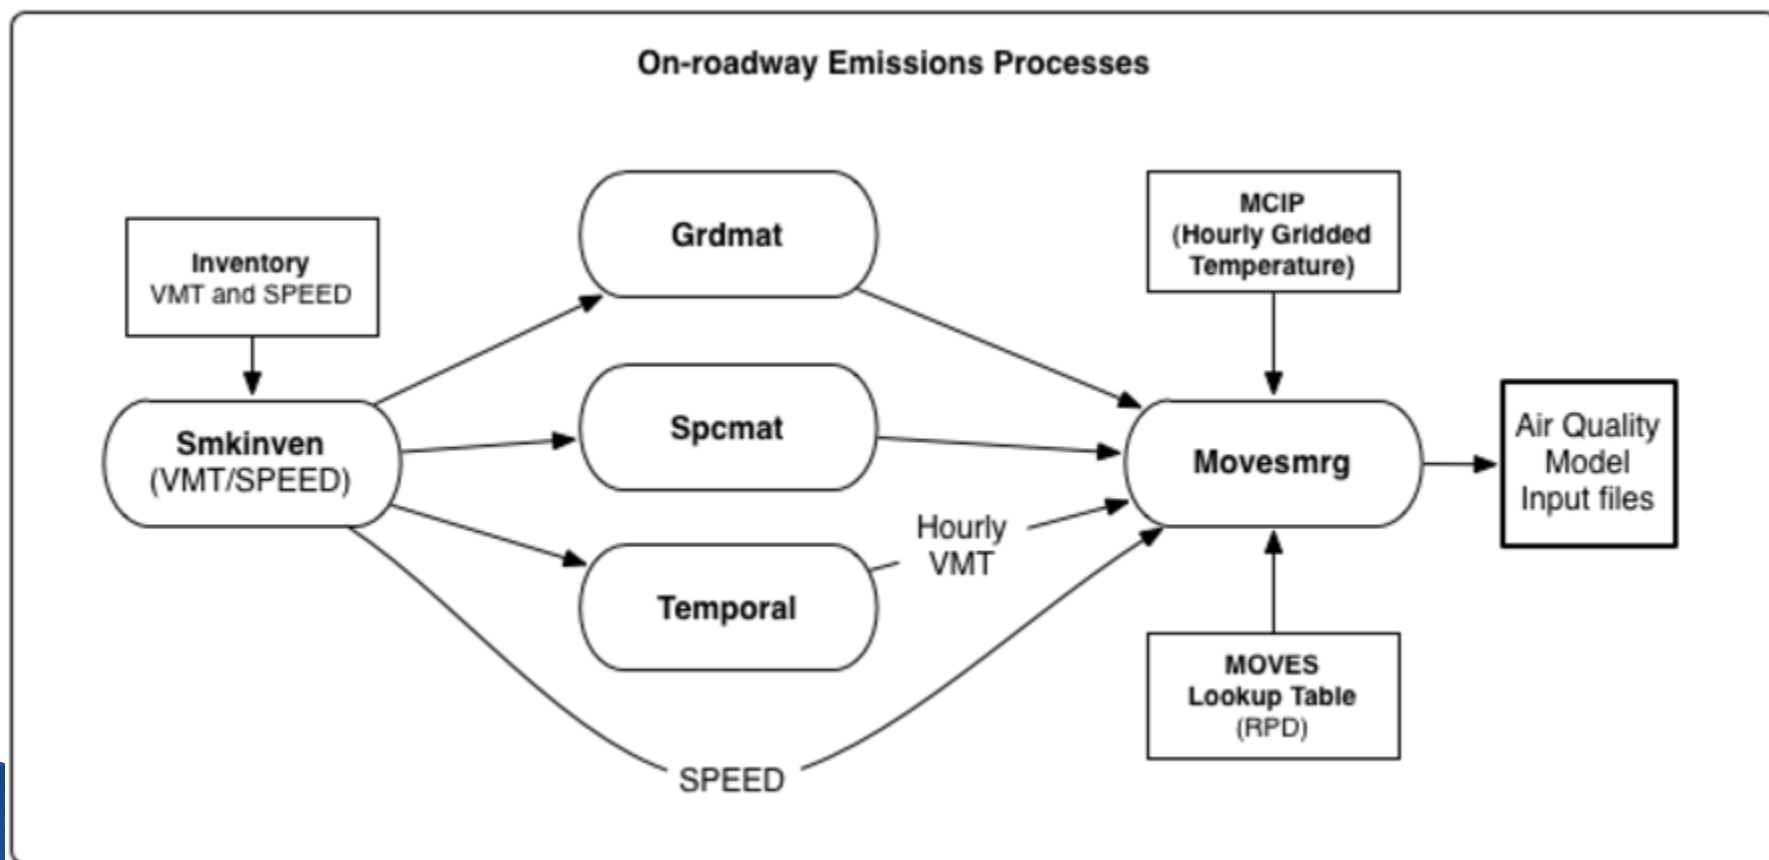 On-roadway Emissions Processes
Inventory
VMT and SPEED
Smkinven
(VMT/SPEED)
Grdmat
Spcmat
Temporal
Hourly
VMT
SPEED
MCIP
(Hourly Gridded
Temperature)
Movesmrg
MOVES
Lookup Table
(RPD)
Air Quality
Model
Input files